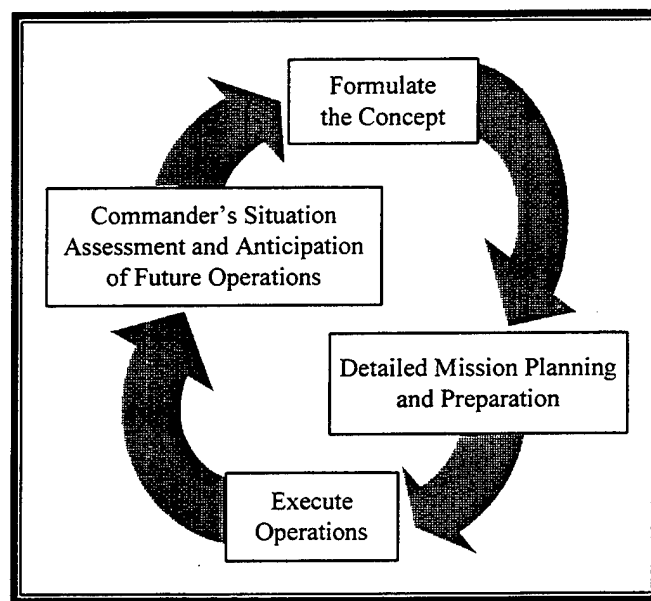 Formulate
the Concept
Commander's Situation
Assessment and Anticipation
of Future Operations
Detailed Mission Planning
and Preparation
Execute
Operations